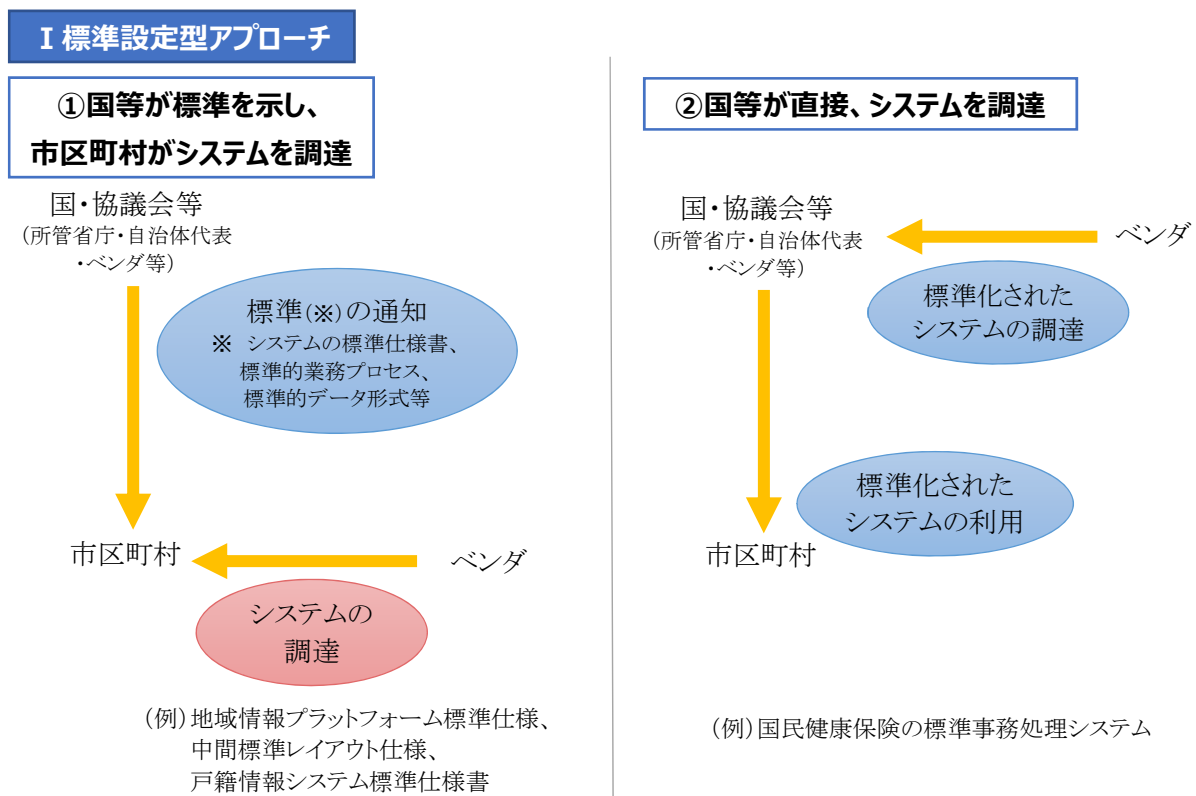 Ⅰ 標準設定型アプローチ
①国等が標準を示し、
市区町村がシステムを調達
国・協議会等
(所管省庁・自治体代表
・ベンダ等)
標準(※)の通知
※ システムの標準仕様書、
標準的業務プロセス、
標準的データ形式等
市区町村
ベンダ
システムの
調達
(例)地域情報プラットフォーム標準仕様、
中間標準レイアウト仕様、
戸籍情報システム標準仕様書
②国等が直接、システムを調達
国・協議会等
(所管省庁・自治体代表
・ベンダ等)
ベンダ
標準化された
システムの調達
標準化された
システムの利用
市区町村
(例)国民健康保険の標準事務処理システム